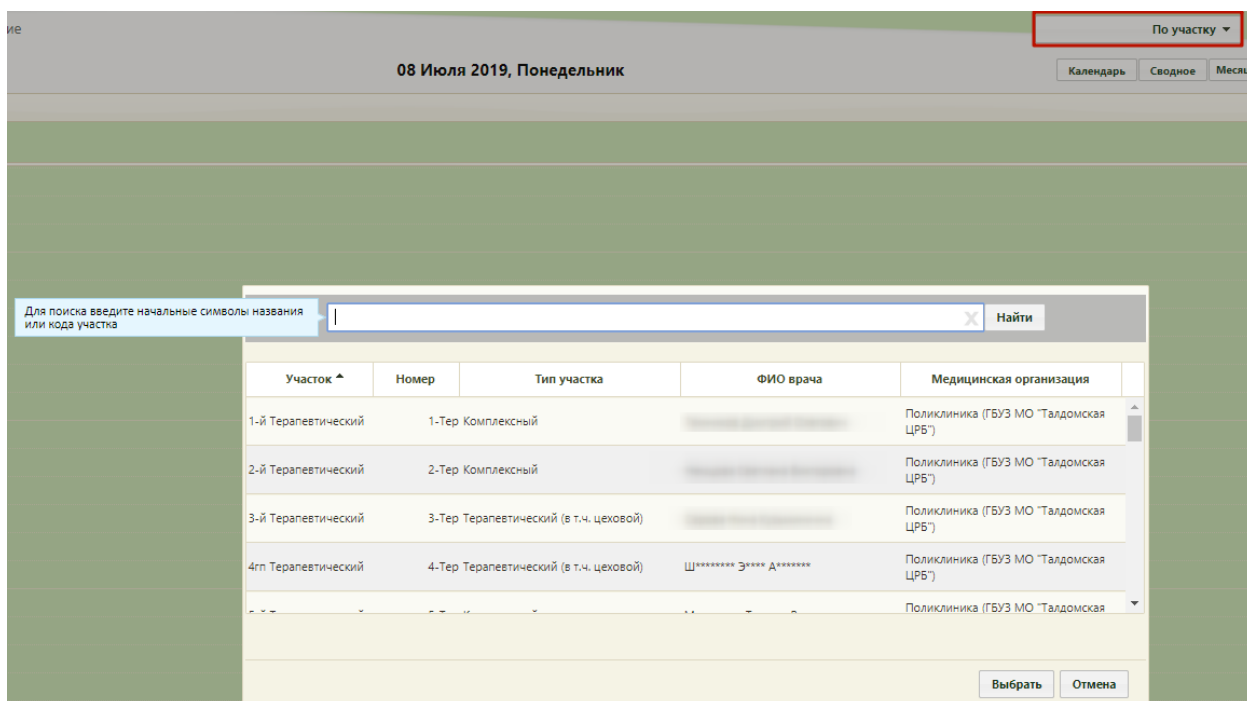 ие
По участку
08 Июля 2019, Понедельник
Календарь Сводное Меся
Для поиска введите начальные символы названия
или кода участка
X Найти
Участок Номер Тип участка ФИО врача Медицинская организация
1-й Терапевтический 1-Тер Комплексный Поликлиника (ГБУЗ МО "Талдомская
ЦРБ")
2-й Терапевтический 2-Тер Комплексный Поликлиника (ГБУЗ МО "Талдомская
ЦРБ")
3-й Терапевтический 3-Тер Терапевтический (в т.ч. цеховой) Поликлиника (ГБУЗ МО "Талдомская
ЦРБ")
4гп Терапевтический 4-Тер Терапевтический (в т.ч. цеховой) Ш******** Э**** А******* Поликлиника (ГБУЗ МО "Талдомская
ЦРБ")
Поликлиника (ГБУЗ МО "Талдомская
Выбрать Отмена